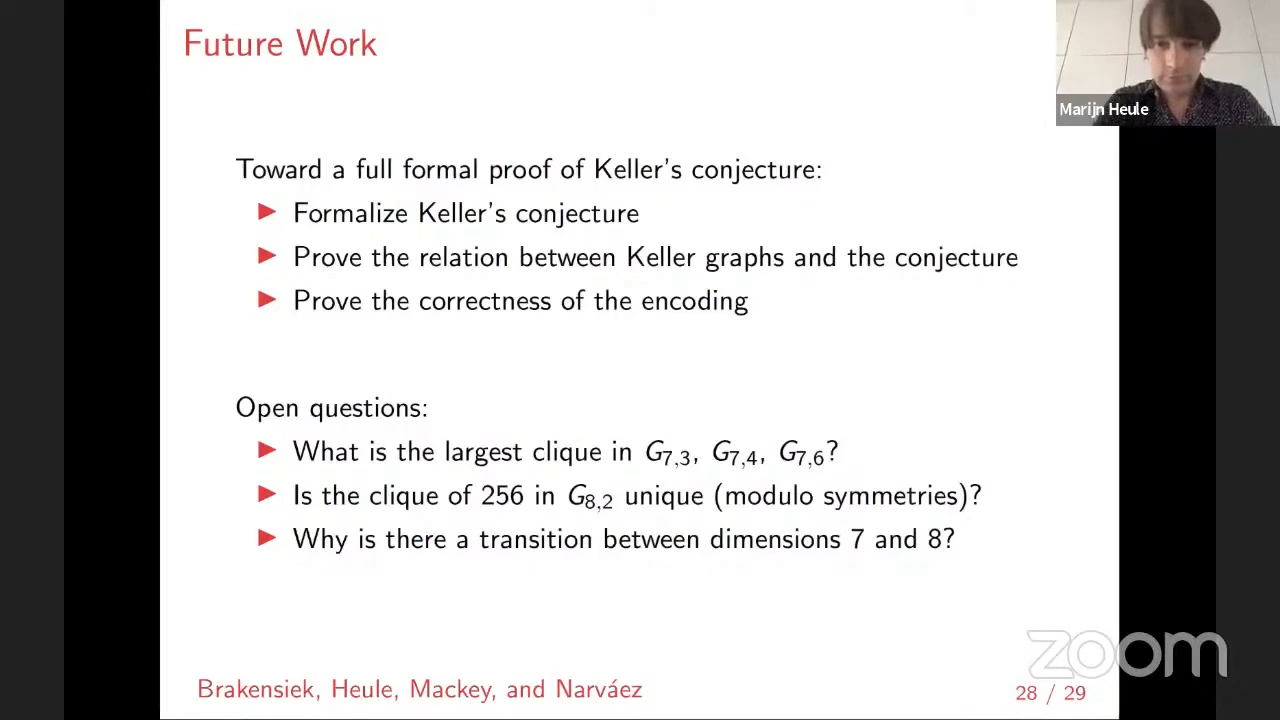 Future Work
Marijn Heule
Toward a full formal proof of Keller's conjecture:
▶ Formalize Keller's conjecture
▶ Prove the relation between Keller graphs and the conjecture
▶ Prove the correctness of the encoding
Open questions:
▶ What is the largest clique in G₇,₃, G₇,₄, G₇,₆?
▶ Is the clique of 256 in G₈,₂ unique (modulo symmetries)?
▶ Why is there a transition between dimensions 7 and 8?
zoom
Brakensiek, Heule, Mackey, and Narváez
28 / 29